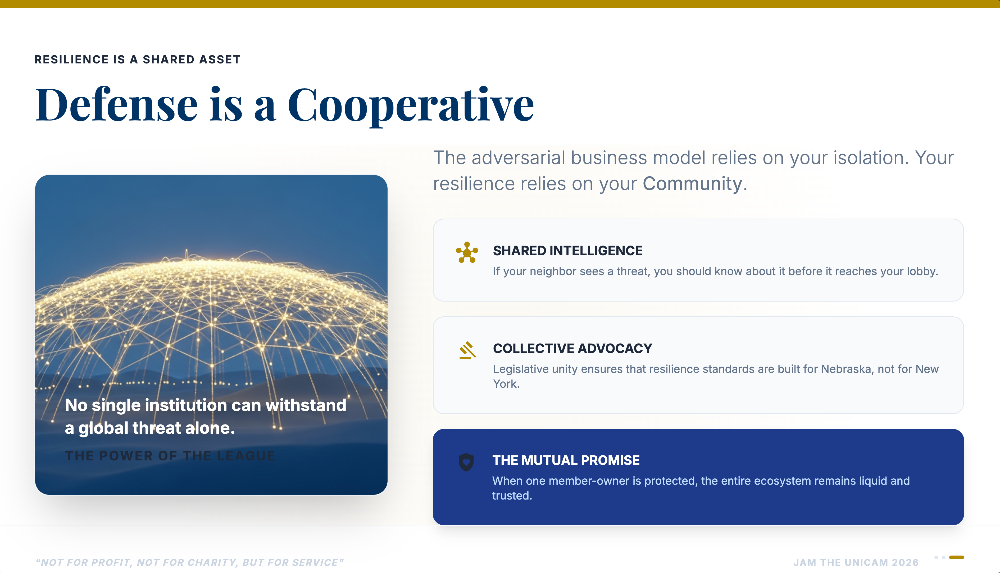 RESILIENCE IS A SHARED ASSET
Defense is a Cooperative
The adversarial business model relies on your isolation. Your
resilience relies on your Community.
No single institution can withstand
a global threat alone.
THE POWER OF THE LEAGUE
SHARED INTELLIGENCE
If your neighbor sees a threat, you should know about it before it reaches your lobby.
COLLECTIVE ADVOCACY
Legislative unity ensures that resilience standards are built for Nebraska, not for New
York.
THE MUTUAL PROMISE
When one member-owner is protected, the entire ecosystem remains liquid and
trusted.
"NOT FOR PROFIT, NOT FOR CHARITY, BUT FOR SERVICE"
JAM THE UNICAM 2026